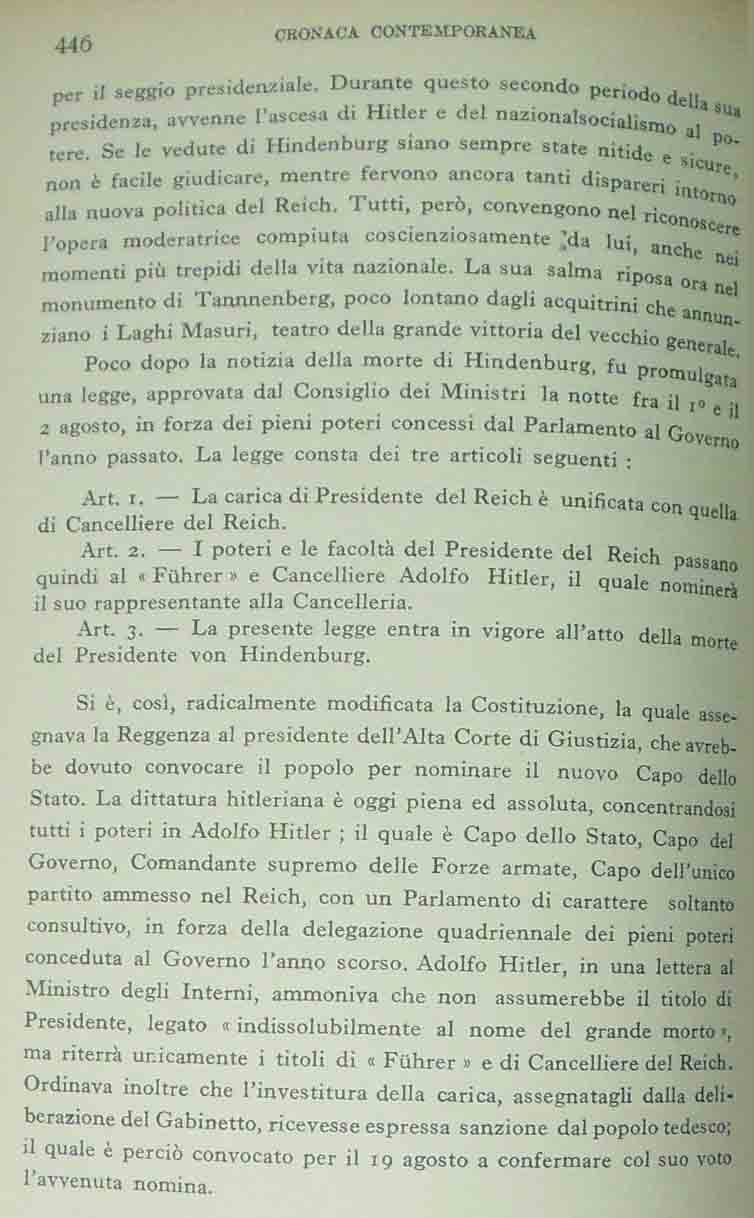 446
CRONACA CONTEMPORANEA
per il seggio presidenziale. Durante questo secondo periodo della sua
presidenza, avvenne l'ascesa di Hitler e del nazionalsocialismo al po-
tere. Se le vedute di Hindenburg siano sempre state nitide e sicure,
non è facile giudicare, mentre fervono ancora tanti dispareri intorno
alla nuova politica del Reich. Tutti, però, convengono nel riconoscere
l'opera moderatrice compiuta coscienziosamente da lui, anche nei
momenti più trepidi della vita nazionale. La sua salma riposa ora nel
monumento di Tannnenberg, poco lontano dagli acquitrini che annun-
ziano i Laghi Masuri, teatro della grande vittoria del vecchio generale.
Poco dopo la notizia della morte di Hindenburg, fu promulgata
una legge, approvata dal Consiglio dei Ministri la notte fra il 1º e il
2 agosto, in forza dei pieni poteri concessi dal Parlamento al Governo
l'anno passato. La legge consta dei tre articoli seguenti :
Art. 1. — La carica di Presidente del Reich è unificata con quella
di Cancelliere del Reich.
Art. 2. — I poteri e le facoltà del Presidente del Reich passano
quindi al « Führer » e Cancelliere Adolfo Hitler, il quale nominerà
il suo rappresentante alla Cancelleria.
Art. 3. — La presente legge entra in vigore all'atto della morte
del Presidente von Hindenburg.
Si è, così, radicalmente modificata la Costituzione, la quale asse-
gnava la Reggenza al presidente dell'Alta Corte di Giustizia, che avreb-
be dovuto convocare il popolo per nominare il nuovo Capo dello
Stato. La dittatura hitleriana è oggi piena ed assoluta, concentrandosi
tutti i poteri in Adolfo Hitler ; il quale è Capo dello Stato, Capo del
Governo, Comandante supremo delle Forze armate, Capo dell'unico
partito ammesso nel Reich, con un Parlamento di carattere soltanto
consultivo, in forza della delegazione quadriennale dei pieni poteri
conceduta al Governo l'anno scorso. Adolfo Hitler, in una lettera al
Ministro degli Interni, ammoniva che non assumerebbe il titolo di
Presidente, legato « indissolubilmente al nome del grande morto »,
ma riterrà unicamente i titoli di « Führer » e di Cancelliere del Reich.
Ordinava inoltre che l'investitura della carica, assegnatagli dalla deli-
berazione del Gabinetto, ricevesse espressa sanzione dal popolo tedesco;
il quale è perciò convocato per il 19 agosto a confermare col suo voto
l'avvenuta nomina.